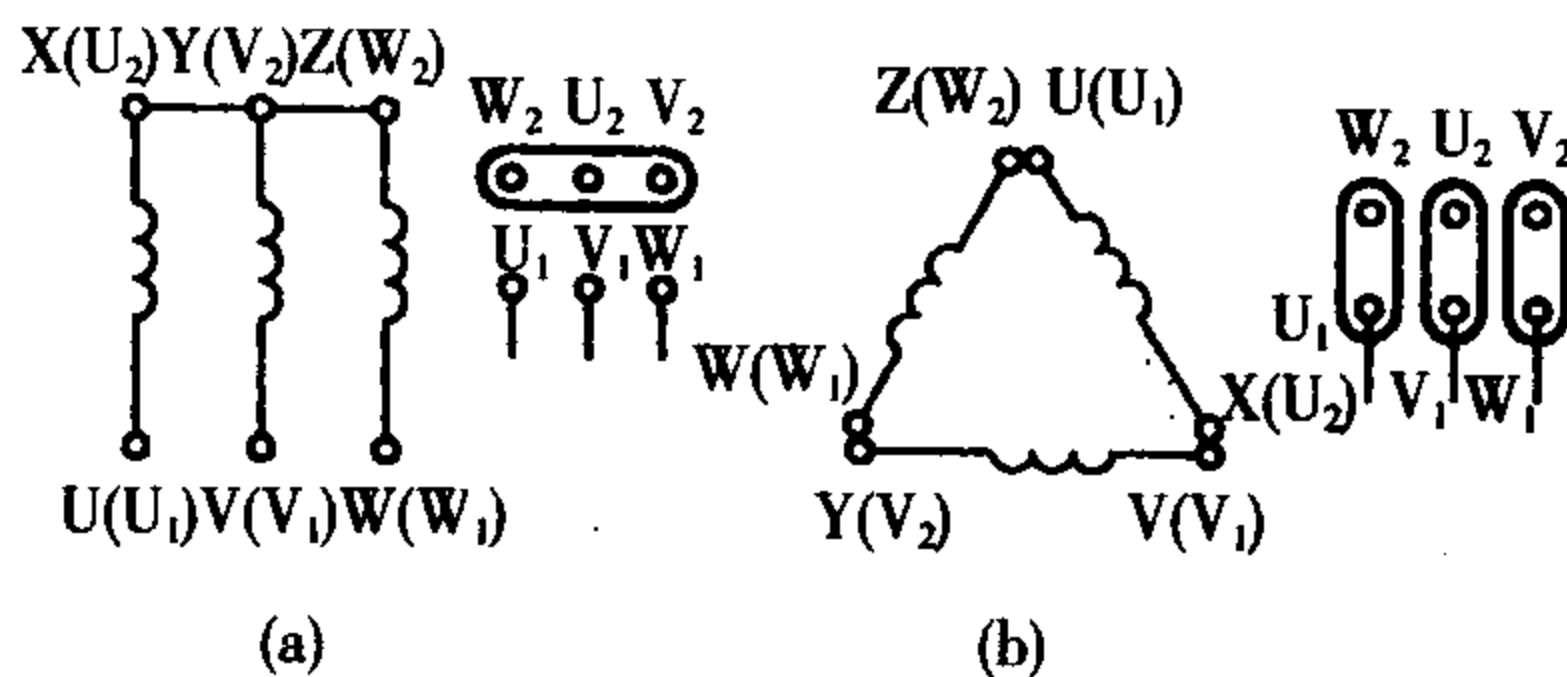 X(U₂) Y(V₂) Z(W₂)
W₂ U₂ V₂
U₁ V₁ W₁
U(U₁) V(V₁) W(W₁)
(a)
Z(W₂) U(U₁)
W(W₁)
X(U₂)
Y(V₂) V(V₁)
W₂ U₂ V₂
U₁
V₁ W₁
(b)